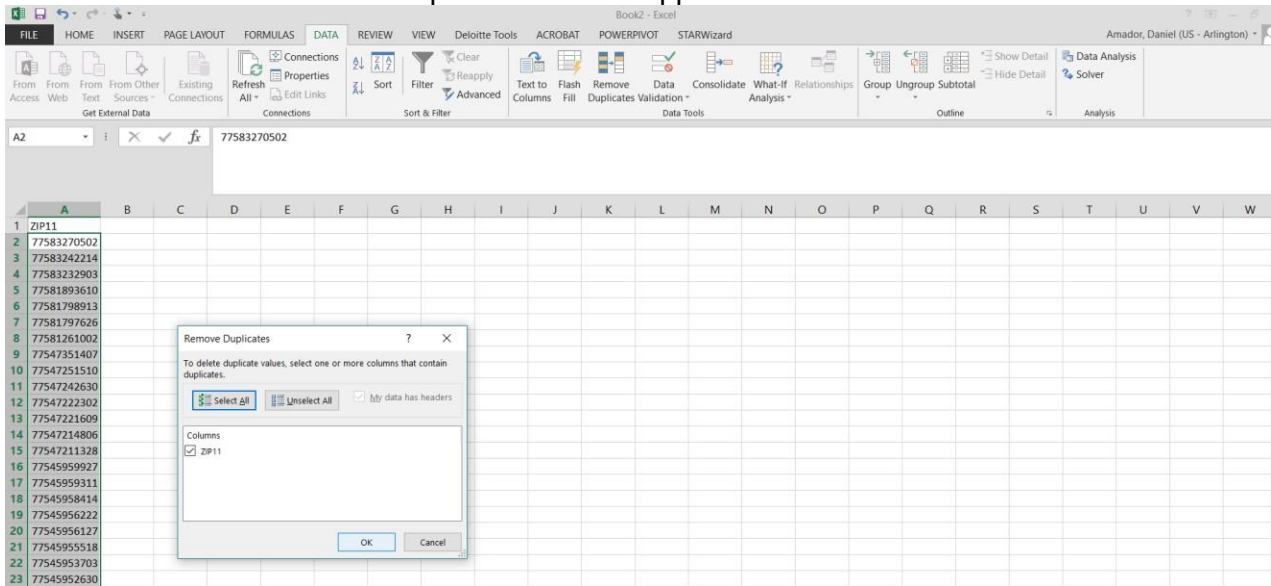 Book2 - Excel
FILE HOME INSERT PAGE LAYOUT FORMULAS DATA REVIEW VIEW Deloitte Tools ACROBAT POWERPIVOT STARWizard Amador, Daniel (US - Arlington)
From Access
From Web
From Text
From Other Sources
Existing Connections
Get External Data
Refresh All
Connections
Properties
Edit Links
Connections
Sort
Filter
Clear
Reapply
Advanced
Sort & Filter
Text to Columns
Flash Fill
Remove Duplicates
Data Validation
Consolidate
What-If Analysis
Relationships
Data Tools
Group
Ungroup
Subtotal
Show Detail
Hide Detail
Outline
Data Analysis
Solver
Analysis
A2 fx 77583270502
A B C D E F G H I J K L M N O P Q R S T U V W
1 ZIP11
2 77583270502
3 77583242214
4 77583232903
5 77581893610
6 77581798913
7 77581797626
8 77581261002
9 77547351407
10 77547251510
11 77547242630
12 77547222302
13 77547221609
14 77547214806
15 77547211328
16 77545959927
17 77545959311
18 77545958414
19 77545956222
20 77545956127
21 77545955518
22 77545953703
23 77545952630
Remove Duplicates ?
To delete duplicate values, select one or more columns that contain
duplicates.
Select All Unselect All My data has headers
Columns
ZIP11
OK Cancel